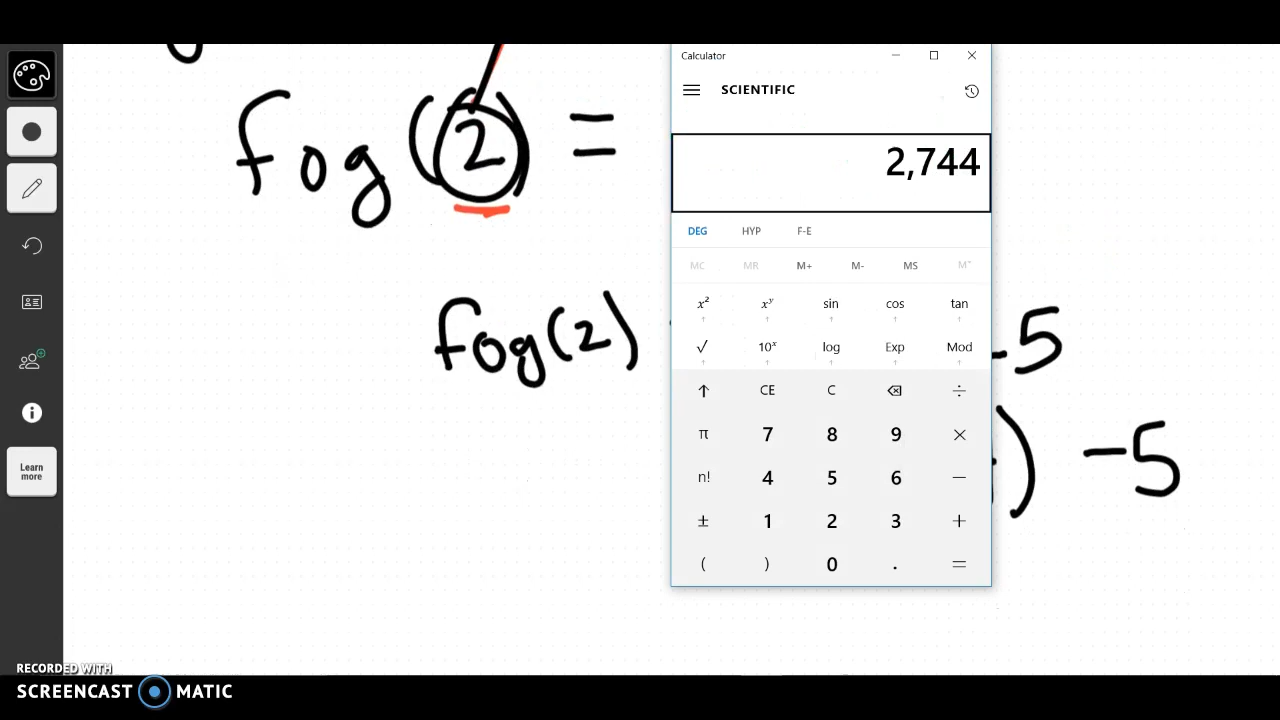 fog(2) =
Calculator
SCIENTIFIC
2,744
DEG HYP F-E
MC MR M+ M- MS M˅
x² xʸ sin cos tan
√ 10ˣ log Exp Mod
↑ CE C ⌫ ÷
π 7 8 9 ×
n! 4 5 6 −
± 1 2 3 +
( ) 0 . =
fog(2) -5
) -5
Learn
more
RECORDED WITH
SCREENCAST MATIC